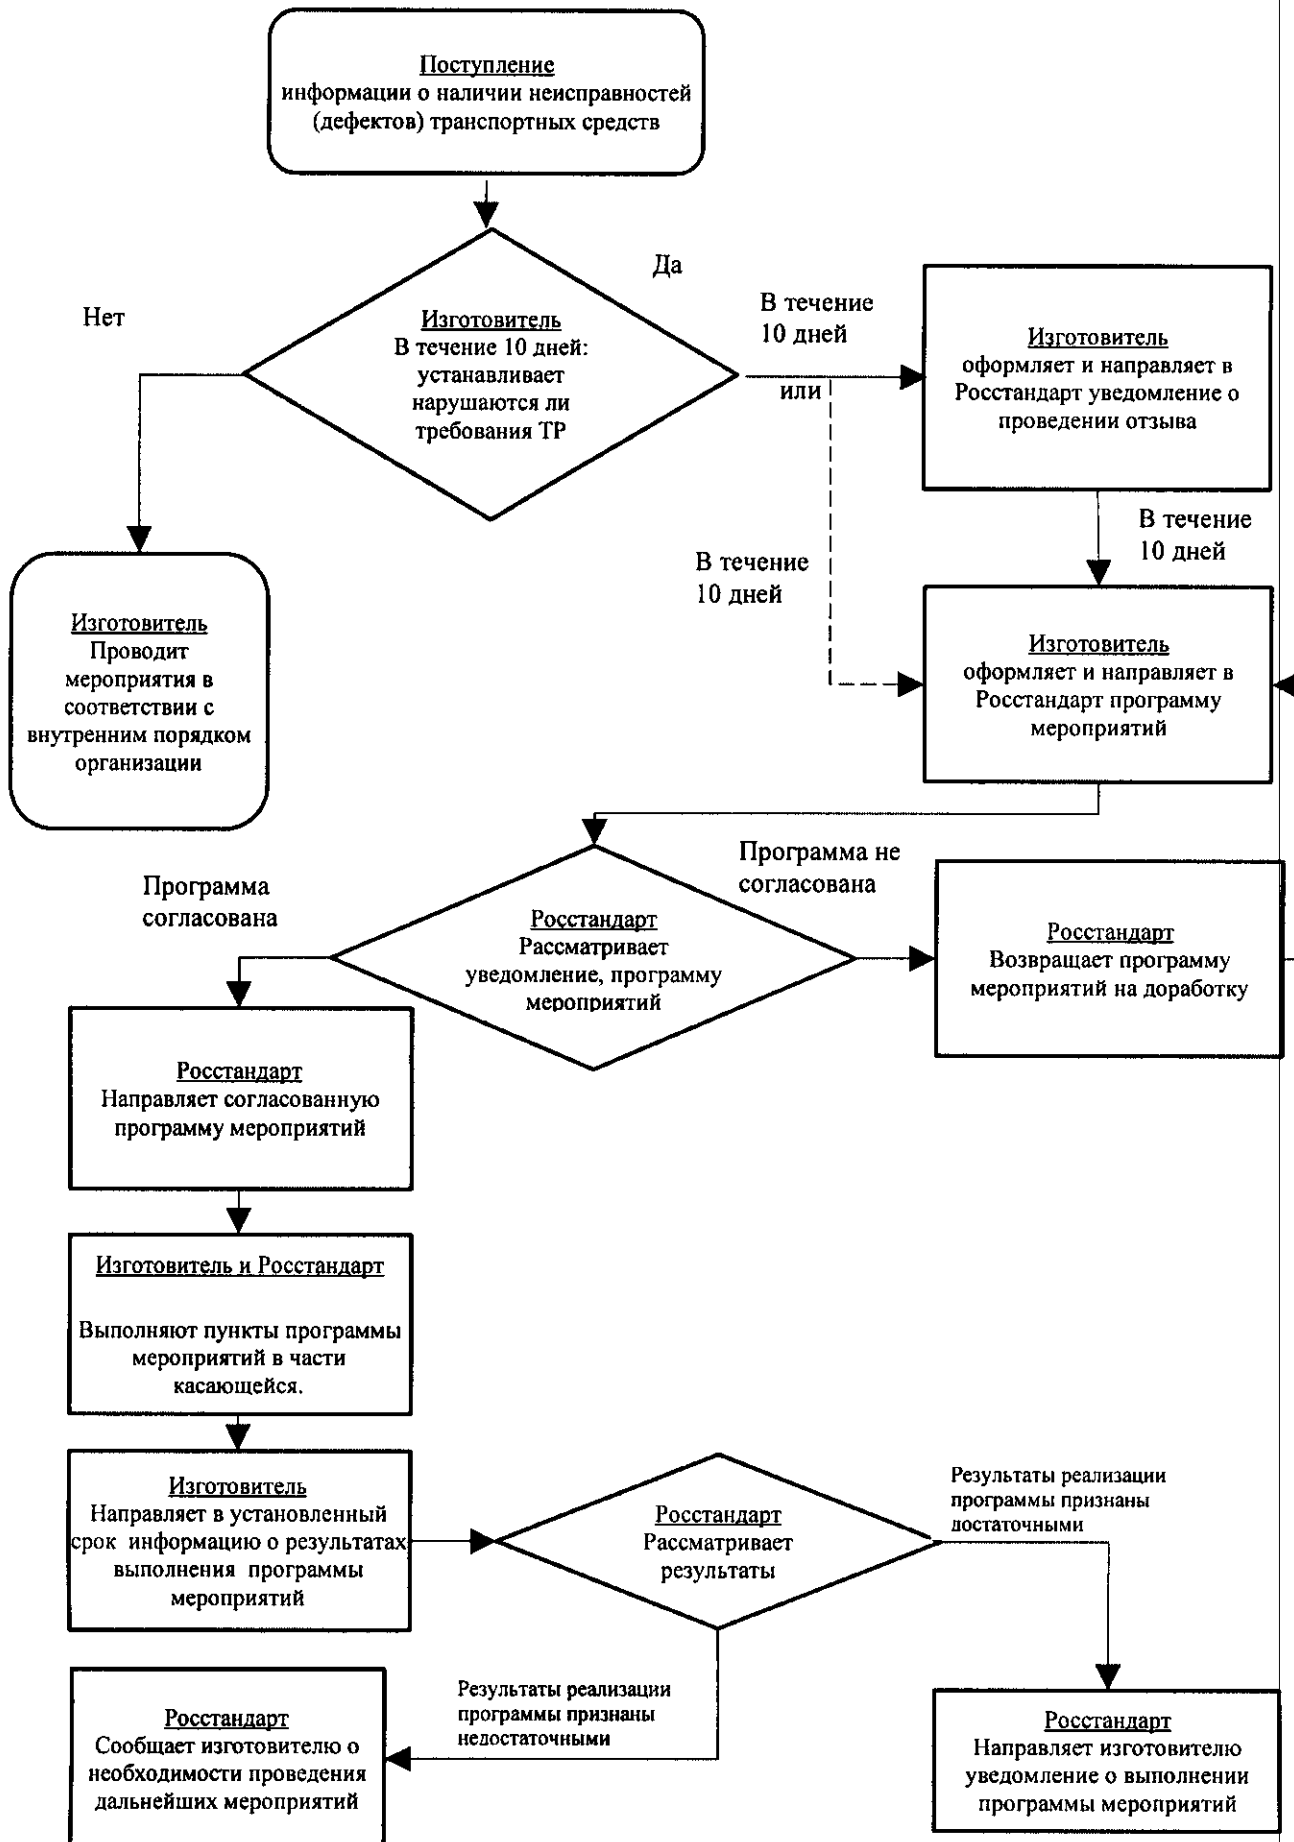 Поступление
информации о наличии неисправностей
(дефектов) транспортных средств
Да
Нет
Изготовитель
В течение 10 дней:
устанавливает
нарушаются ли
требования ТР
В течение
10 дней
или
Изготовитель
оформляет и направляет в
Росстандарт уведомление о
проведении отзыва
В течение
10 дней
В течение
10 дней
Изготовитель
Проводит
мероприятия в
соответствии с
внутренним порядком
организации
Изготовитель
оформляет и направляет в
Росстандарт программу
мероприятий
Программа
согласована
Программа не
согласована
Росстандарт
Рассматривает
уведомление, программу
мероприятий
Росстандарт
Возвращает программу
мероприятий на доработку
Росстандарт
Направляет согласованную
программу мероприятий
Изготовитель и Росстандарт
Выполняют пункты программы
мероприятий в части
касающейся.
Изготовитель
Направляет в установленный
срок информацию о результатах
выполнения программы
мероприятий
Росстандарт
Рассматривает
результаты
Результаты реализации
программы признаны
достаточными
Результаты реализации
программы признаны
недостаточными
Росстандарт
Сообщает изготовителю о
необходимости проведения
дальнейших мероприятий
Росстандарт
Направляет изготовителю
уведомление о выполнении
программы мероприятий